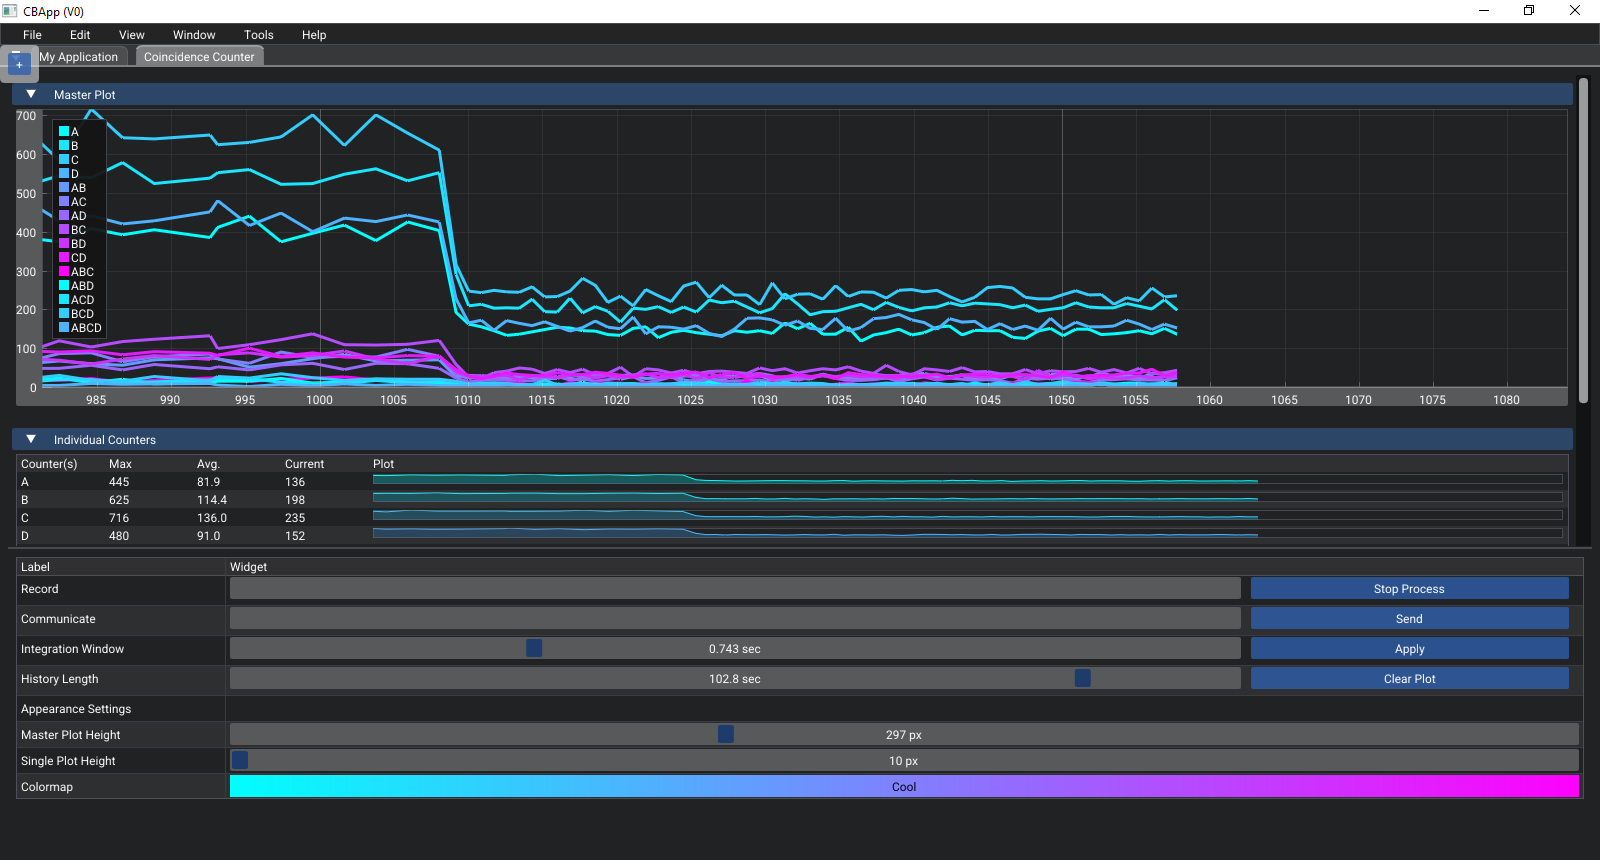 CBApp (V0)
File Edit View Window Tools Help
+ My Application Coincidence Counter
Master Plot
700
600
500
400
300
200
100
0
A
B
C
D
AB
AC
AD
BC
BD
CD
ABC
ABD
ACD
BCD
ABCD
985 990 995 1000 1005 1010 1015 1020 1025 1030 1035 1040 1045 1050 1055 1060 1065 1070 1075 1080
Individual Counters
Counter(s) Max Avg. Current Plot
A 445 81.9 136
B 625 114.4 198
C 716 136.0 235
D 480 91.0 152
Label Widget
Record Stop Process
Communicate Send
Integration Window 0.743 sec Apply
History Length 102.8 sec Clear Plot
Appearance Settings
Master Plot Height 297 px
Single Plot Height 10 px
Colormap Cool